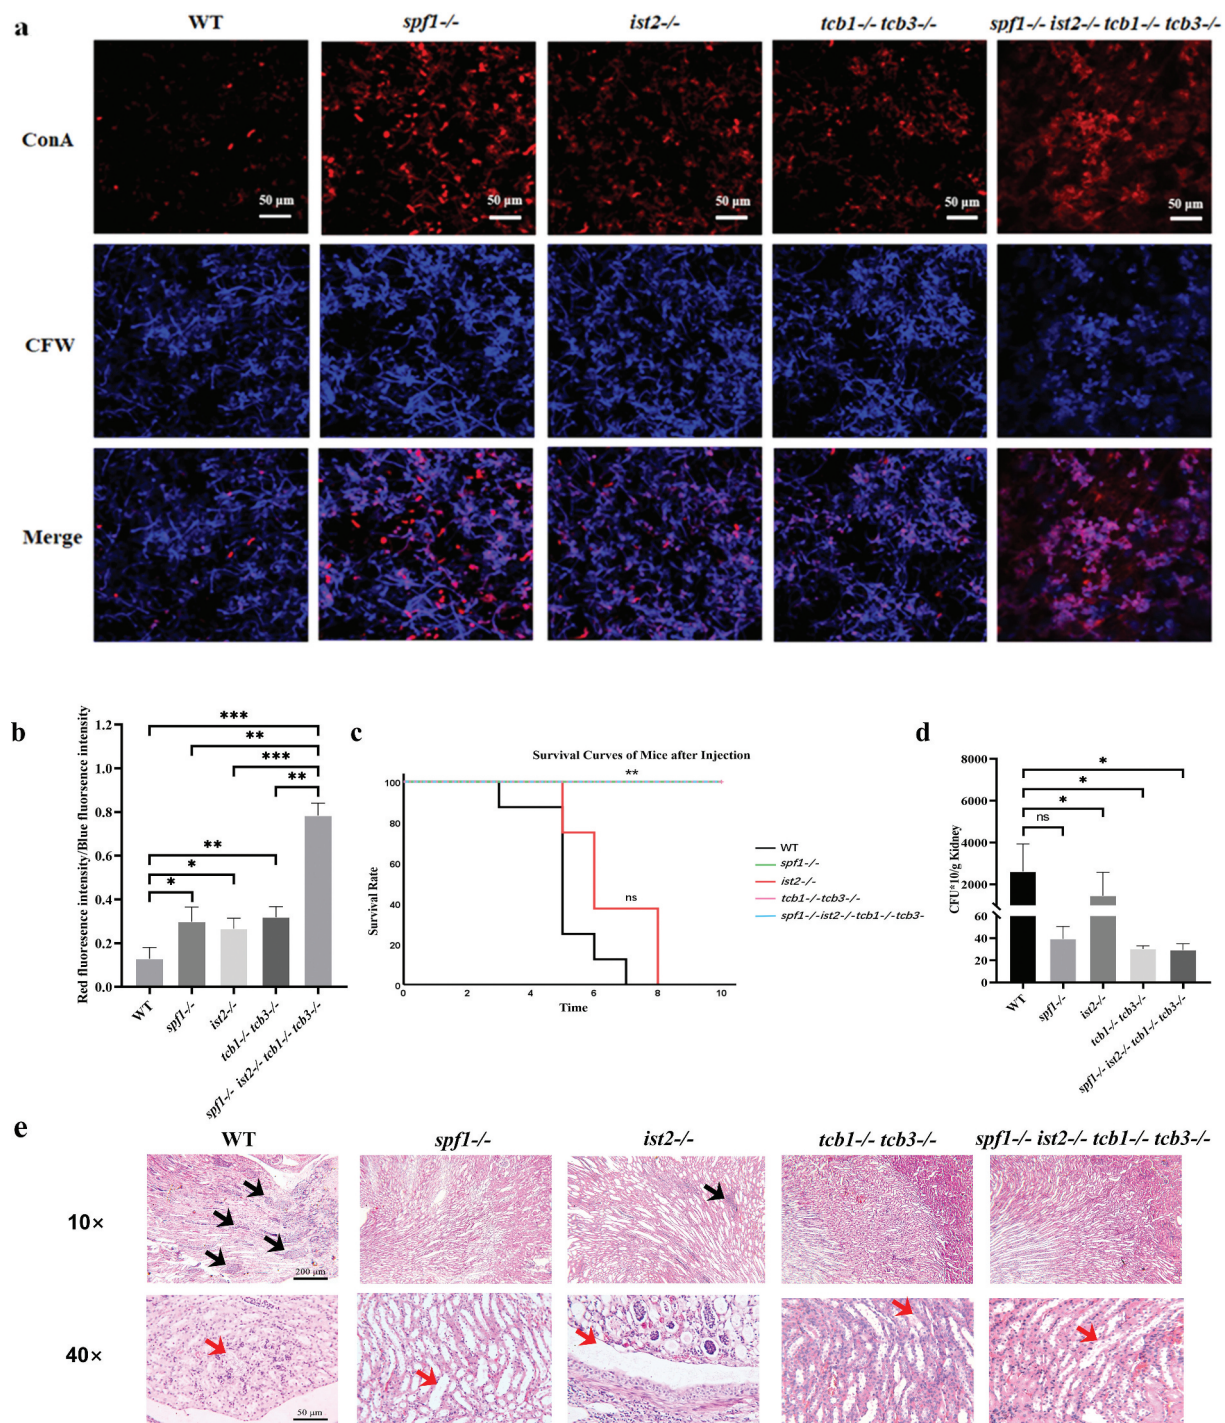 a
WT spf1-/- ist2-/- tcb1-/- tcb3-/- spf1-/- ist2-/- tcb1-/- tcb3-/-
ConA
50 μm 50 μm 50 μm 50 μm 50 μm
CFW
Merge
b
Red fluoresence intensity/Blue fluorsence intensity
1.2
1.0
0.8
0.6
0.4
0.2
0.0
***
**
***
**
**
*
*
WT
spf1-/-
ist2-/-
tcb1-/- tcb3-/-
spf1-/- ist2-/- tcb1-/- tcb3-/-
c
Survival Curves of Mice after Injection
**
Survival Rate
100
80
60
40
20
0
ns
0 2 4 6 8 10
Time
WT
spf1-/-
ist2-/-
tcb1-/-tcb3-/-
spf1-/-ist2-/-tcb1-/-tcb3-
d
CFU*10/g Kidney
8000
6000
4000
2000
60
40
20
0
*
*
*
ns
WT
spf1-/-
ist2-/-
tcb1-/- tcb3-/-
spf1-/- ist2-/- tcb1-/- tcb3-/-
e
WT spf1-/- ist2-/- tcb1-/- tcb3-/- spf1-/- ist2-/- tcb1-/- tcb3-/-
10×
200 μm
40×
50 μm